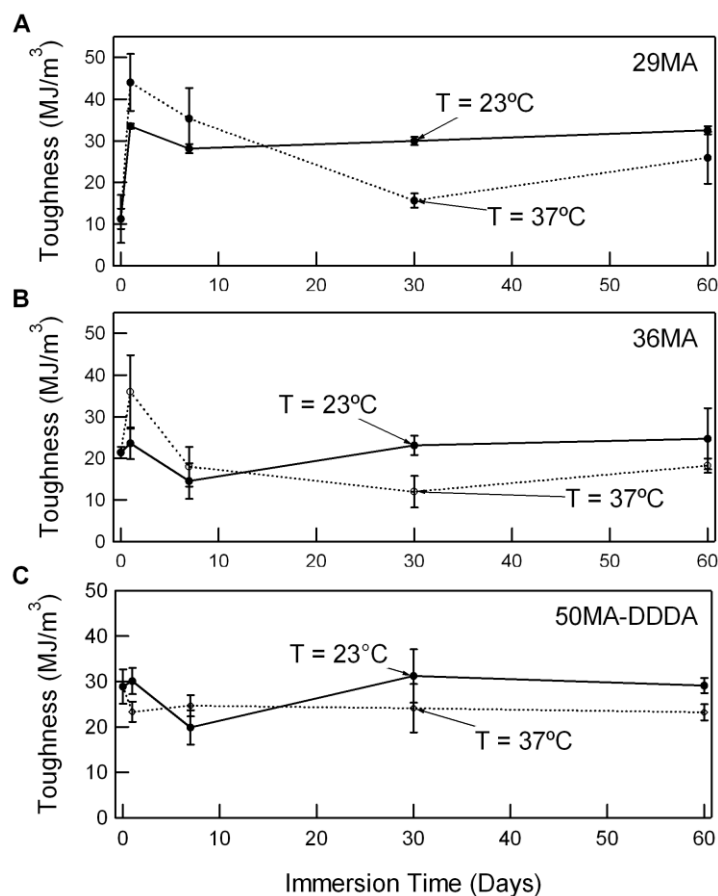 A
Toughness (MJ/m³)
50
40
30
20
10
0
29MA
T = 23ºC
T = 37ºC
0 10 20 30 40 50 60
B
Toughness (MJ/m³)
50
40
30
20
10
0
36MA
T = 23ºC
T = 37ºC
0 10 20 30 40 50 60
C
Toughness (MJ/m³)
50
40
30
20
10
0
50MA-DDDA
T = 23°C
T = 37ºC
0 10 20 30 40 50 60
Immersion Time (Days)